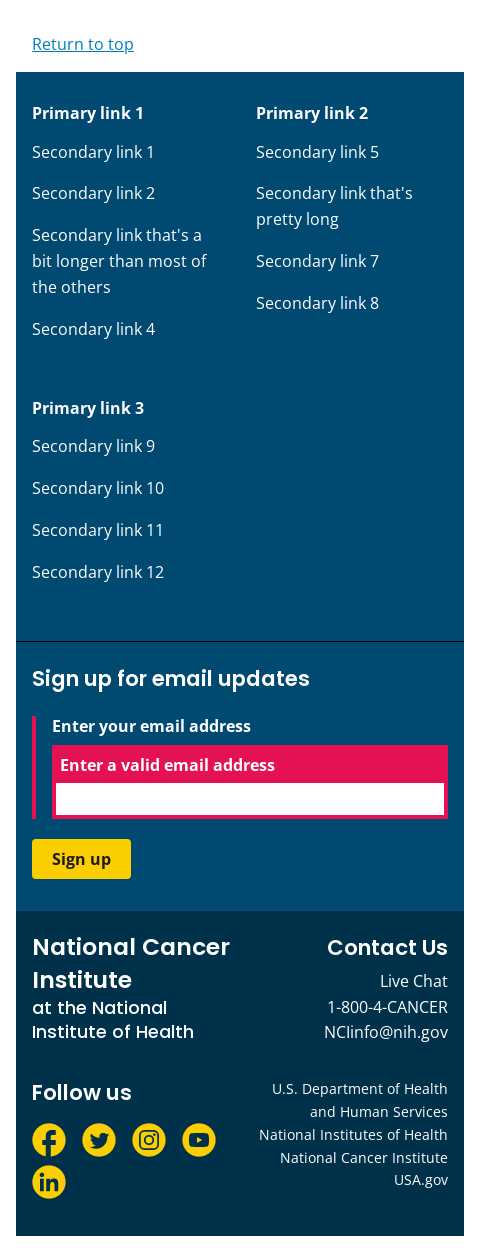 Return to top
Primary link 1
Secondary link 1
Secondary link 2
Secondary link that's a
bit longer than most of
the others
Secondary link 4
Primary link 2
Secondary link 5
Secondary link that's
pretty long
Secondary link 7
Secondary link 8
Primary link 3
Secondary link 9
Secondary link 10
Secondary link 11
Secondary link 12
Sign up for email updates
Enter your email address
Enter a valid email address
Sign up
National Cancer
Institute
at the National
Institute of Health
Contact Us
Live Chat
1-800-4-CANCER
NCIinfo@nih.gov
Follow us
U.S. Department of Health
and Human Services
National Institutes of Health
National Cancer Institute
USA.gov